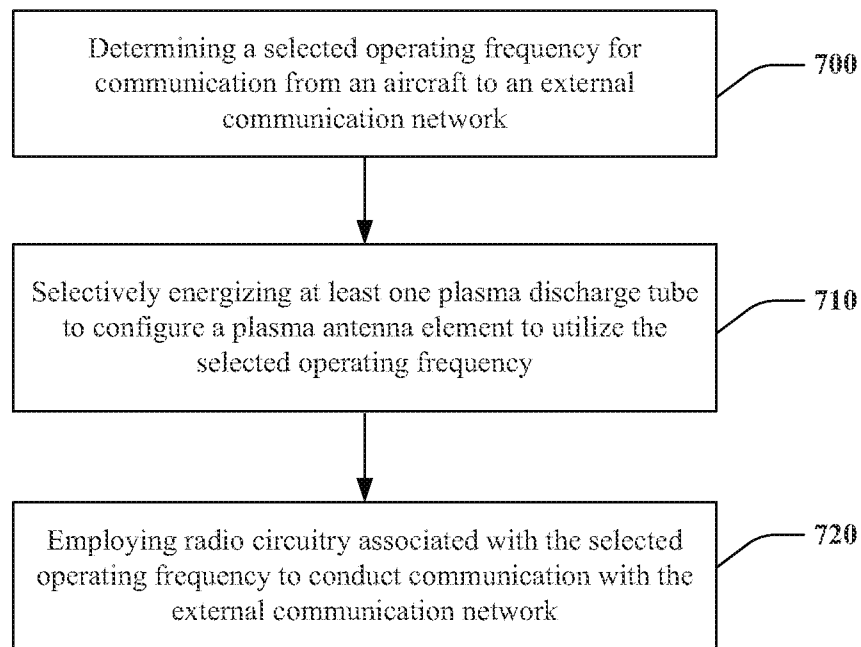 Determining a selected operating frequency for
communication from an aircraft to an external
communication network
700
Selectively energizing at least one plasma discharge tube
to configure a plasma antenna element to utilize the
selected operating frequency
710
Employing radio circuitry associated with the selected
operating frequency to conduct communication with the
external communication network
720